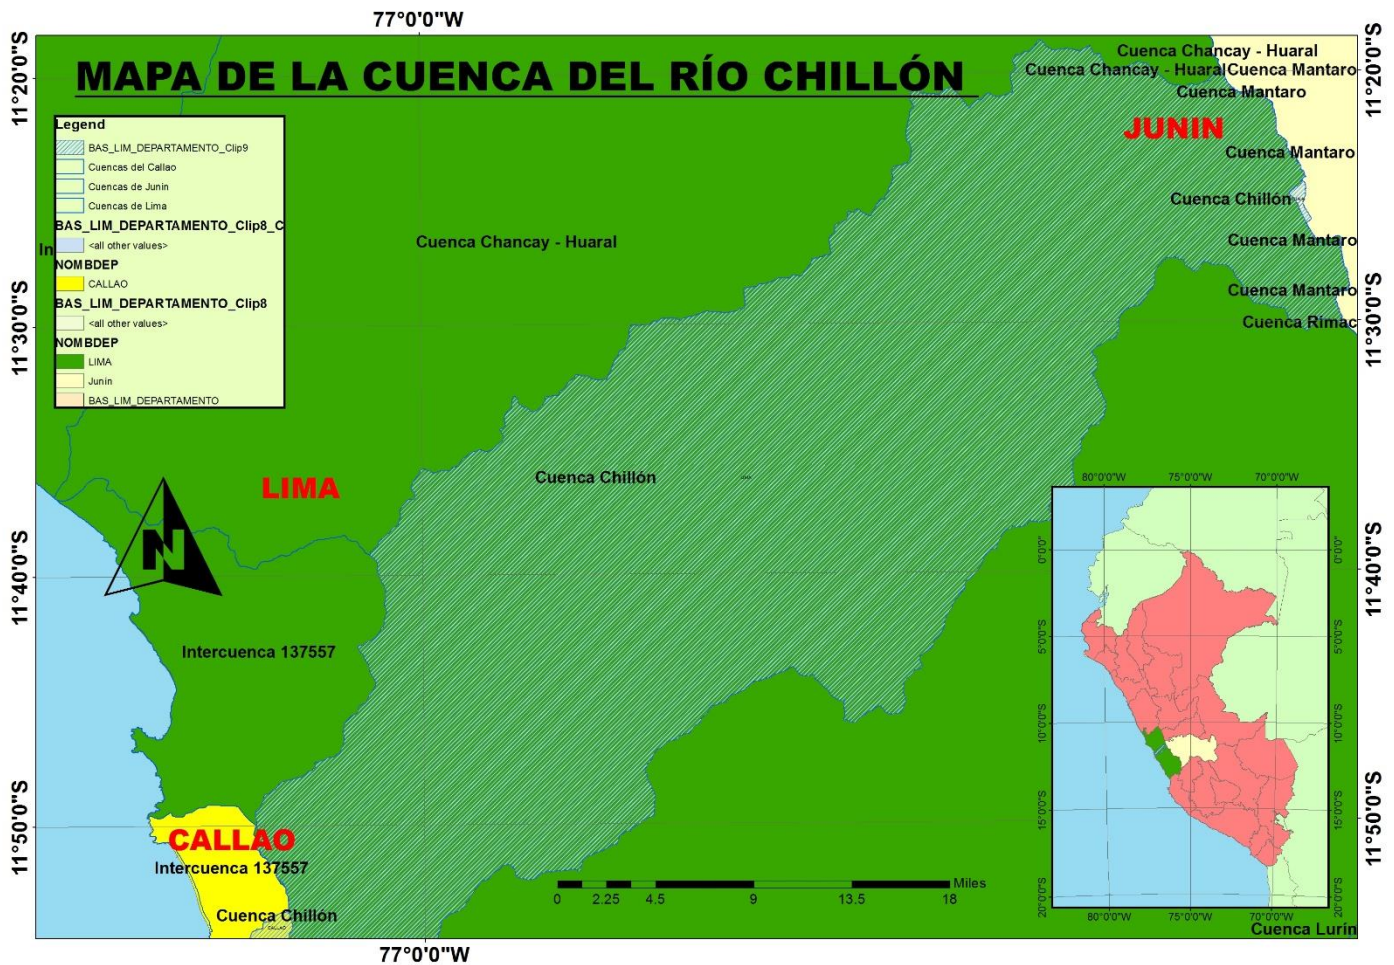 77°0'0"W
MAPA DE LA CUENCA DEL RÍO CHILLÓN
11°20'0"S
11°20'0"S
Cuenca Chancay - Huaral
Cuenca Chancay - Huaral
Cuenca Mantaro
Cuenca Mantaro
JUNIN
Cuenca Mantaro
Cuenca Chillón
Cuenca Mantaro
Cuenca Mantaro
Cuenca Rímac
Legend
BAS_LIM_DEPARTAMENTO_Clip9
Cuencas del Callao
Cuencas de Junin
Cuencas de Lima
BAS_LIM_DEPARTAMENTO_Clip8_C
<all other values>
NOMBDEP
CALLAO
BAS_LIM_DEPARTAMENTO_Clip8
<all other values>
NOMBDEP
LIMA
Junin
BAS_LIM_DEPARTAMENTO
In
Cuenca Chancay - Huaral
11°30'0"S
11°30'0"S
Cuenca Chillón
LIMA
N
11°40'0"S
11°40'0"S
Intercuenca 137557
80°0'0"W
75°0'0"W
70°0'0"W
0°0'0"
0°0'0"
5°0'0"S
5°0'0"S
10°0'0"S
10°0'0"S
15°0'0"S
15°0'0"S
20°0'0"S
20°0'0"S
80°0'0"W
75°0'0"W
70°0'0"W
11°50'0"S
11°50'0"S
CALLAO
Intercuenca 137557
Cuenca Chillón
CALLAO
Miles
0 2.25 4.5 9 13.5 18
Cuenca Lurín
77°0'0"W